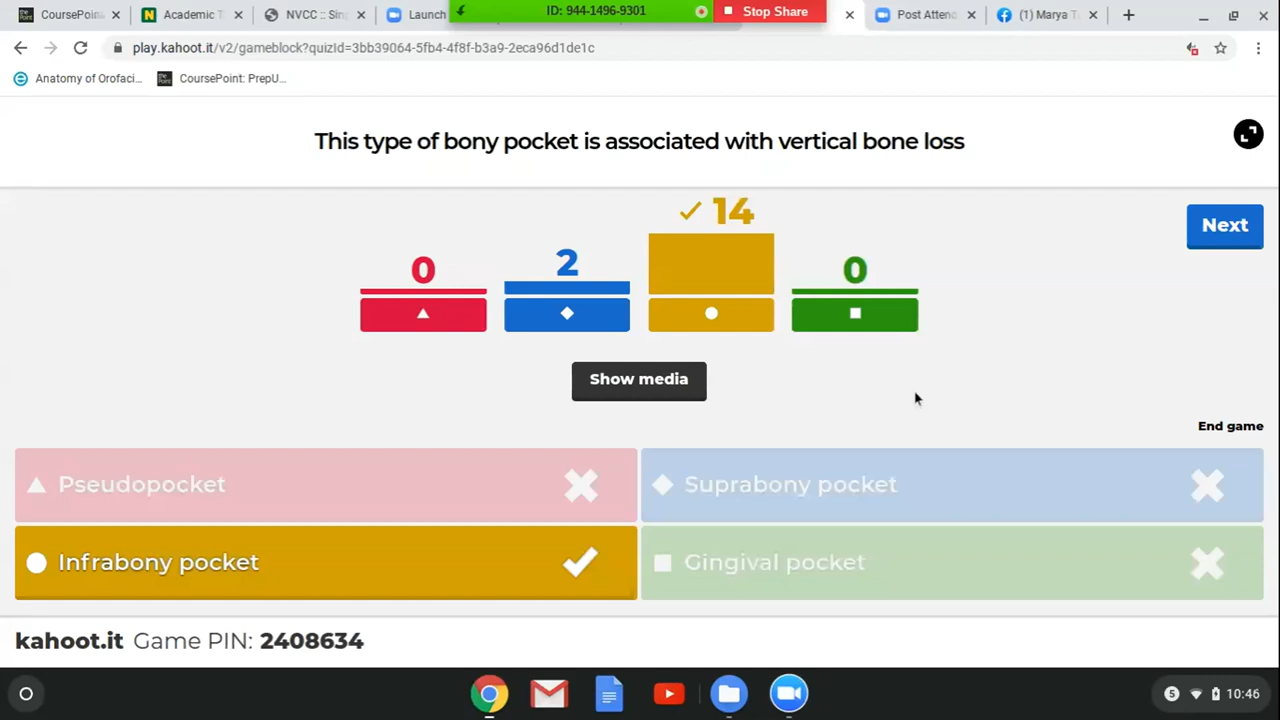 CoursePoin
Academic T
NVCC :: Sin
Launch
ID: 944-1496-9301
Stop Share
Post Atteno
(1) Marya T
play.kahoot.it/v2/gameblock?quizId=3bb39064-5fb4-4f8f-b3a9-2eca96d1de1c
Anatomy of Orofaci...
CoursePoint: PrepU...
This type of bony pocket is associated with vertical bone loss
0
2
14
0
Next
Show media
End game
Pseudopocket
Suprabony pocket
Infrabony pocket
Gingival pocket
kahoot.it Game PIN: 2408634
5
10:46